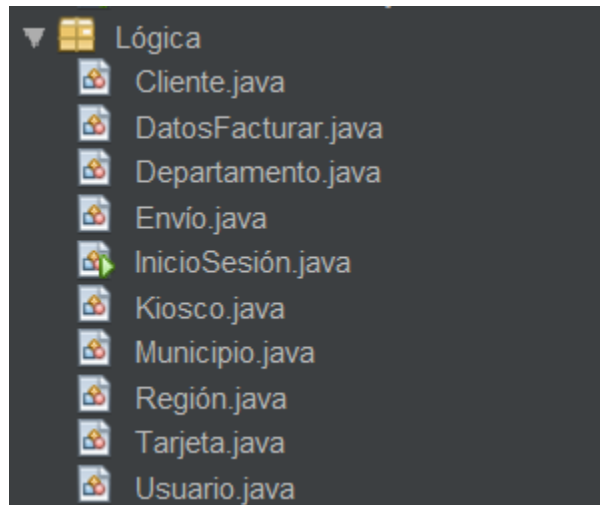 Lógica
Cliente.java
DatosFacturar.java
Departamento.java
Envío.java
InicioSesión.java
Kiosco.java
Municipio.java
Región.java
Tarjeta.java
Usuario.java